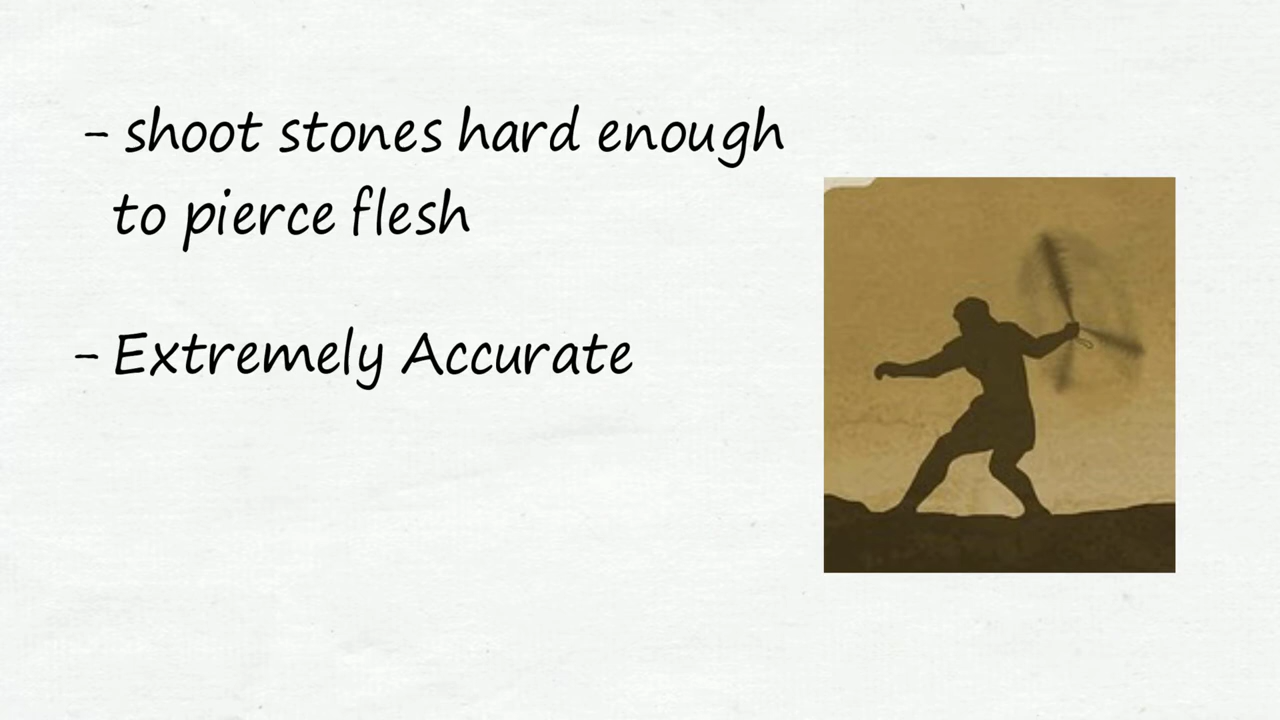 - shoot stones hard enough
to pierce flesh
- Extremely Accurate